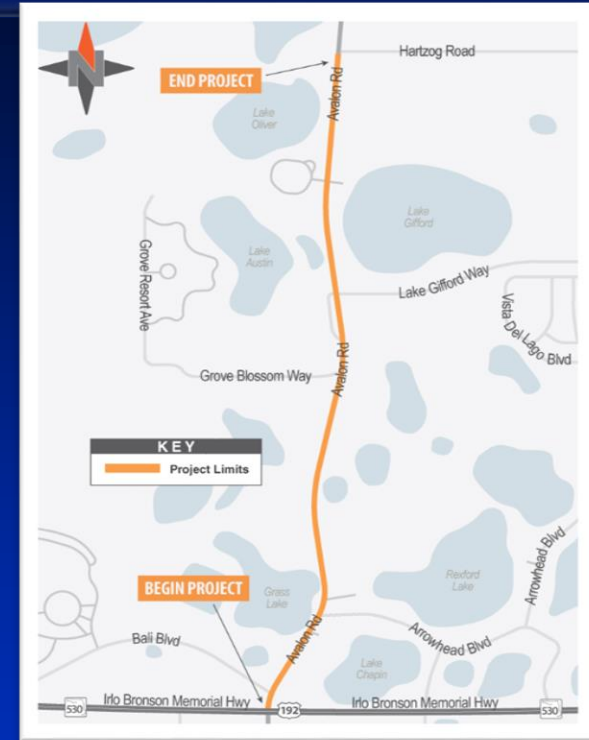 N
END PROJECT
Hartzog Road
Avalon Rd
Lake
Oliver
Lake
Gifford
Lake
Austin
Grove Resort Ave
Lake Gifford Way
Vista Del Lago Blvd
Avalon Rd
Grove Blossom Way
KEY
Project Limits
BEGIN PROJECT
Grass
Lake
Rexford
Lake
Arrowhead Blvd
Avalon Rd
Arrowhead Blvd
Bali Blvd
Lake
Chapin
Irlo Bronson Memorial Hwy
Irlo Bronson Memorial Hwy
530
192
530